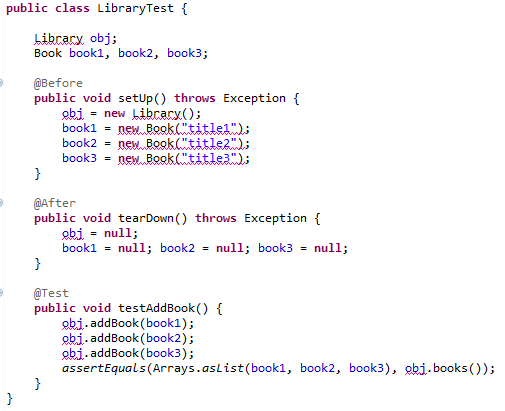 public class LibraryTest {
Library obj;
Book book1, book2, book3;
@Before
public void setUp() throws Exception {
obj = new Library();
book1 = new Book("title1");
book2 = new Book("title2");
book3 = new Book("title3");
}
@After
public void tearDown() throws Exception {
obj = null;
book1 = null; book2 = null; book3 = null;
}
@Test
public void testAddBook() {
obj.addBook(book1);
obj.addBook(book2);
obj.addBook(book3);
assertEquals(Arrays.asList(book1, book2, book3), obj.books());
}
}